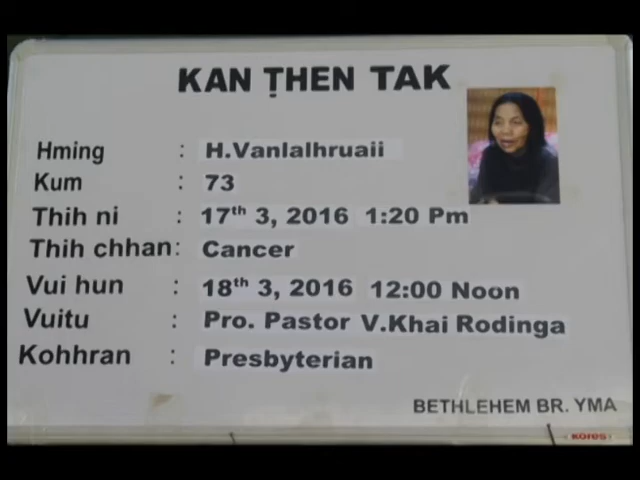 KAN ṬHEN TAK
Hming : H.Vanlalhruaii
Kum : 73
Thih ni : 17th 3, 2016 1:20 Pm
Thih chhan: Cancer
Vui hun : 18th 3, 2016 12:00 Noon
Vuitu : Pro. Pastor V.Khai Rodinga
Kohhran : Presbyterian
BETHLEHEM BR. YMA
Kores